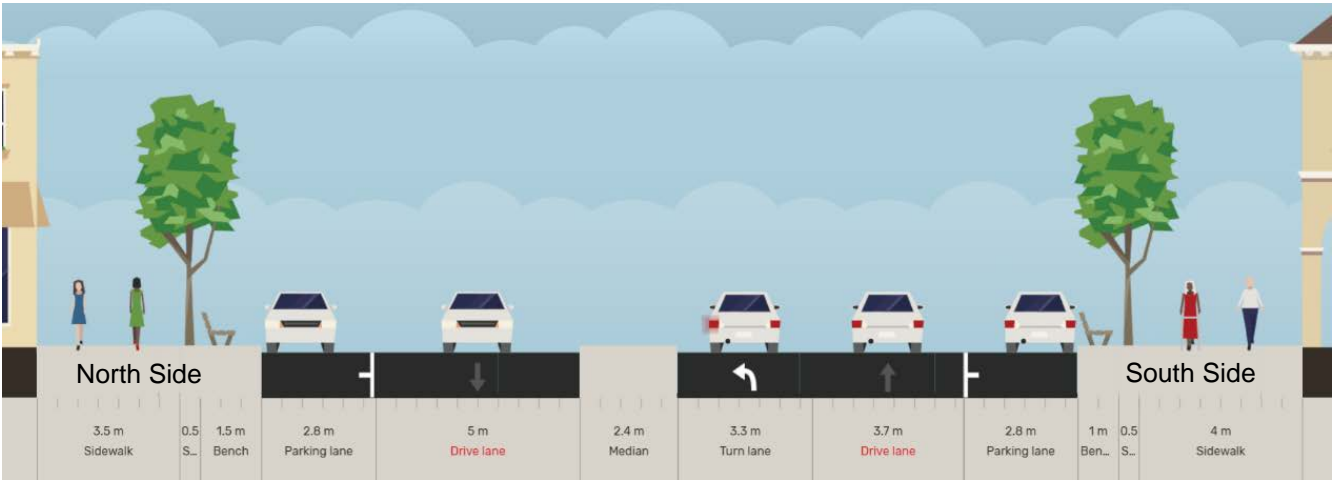 North Side
South Side
3.5 m
Sidewalk
0.5
S...
1.5 m
Bench
2.8 m
Parking lane
5 m
Drive lane
2.4 m
Median
3.3 m
Turn lane
3.7 m
Drive lane
2.8 m
Parking lane
1 m
Ben...
0.5
S...
4 m
Sidewalk